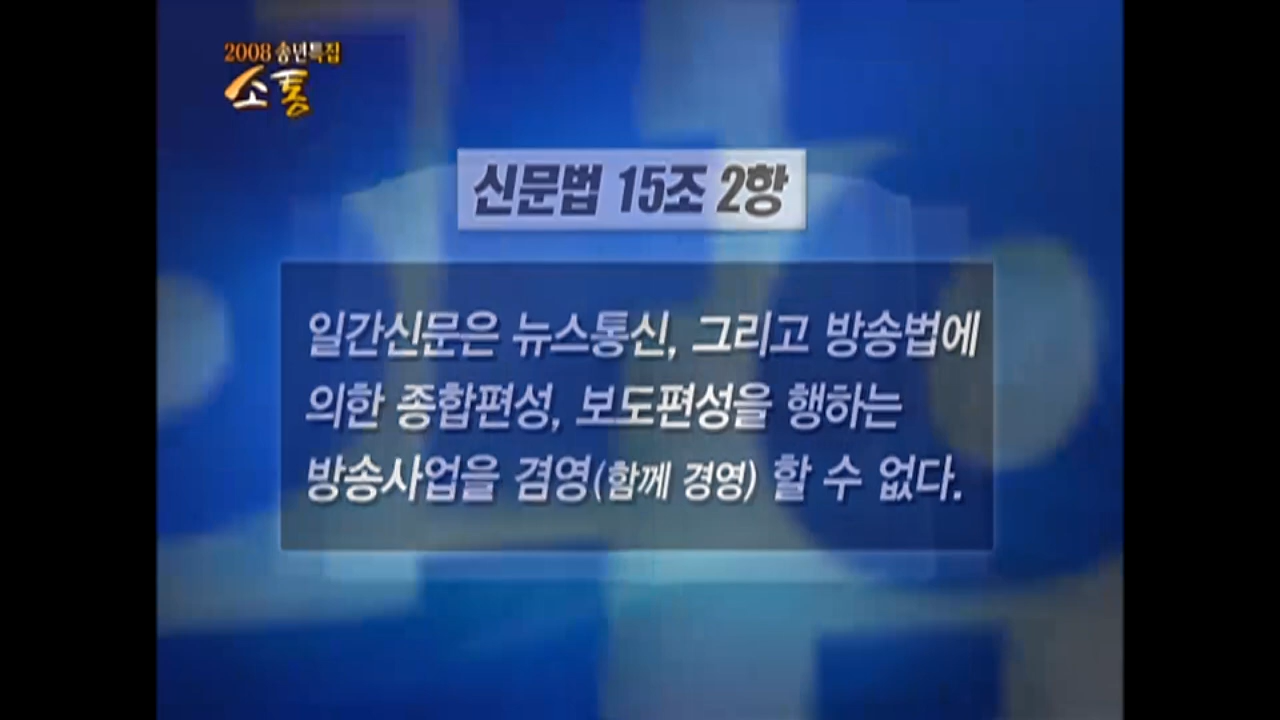 2008 송년특집
소통
신문법 15조 2항
일간신문은 뉴스통신, 그리고 방송법에
의한 종합편성, 보도편성을 행하는
방송사업을 겸영(함께 경영) 할 수 없다.